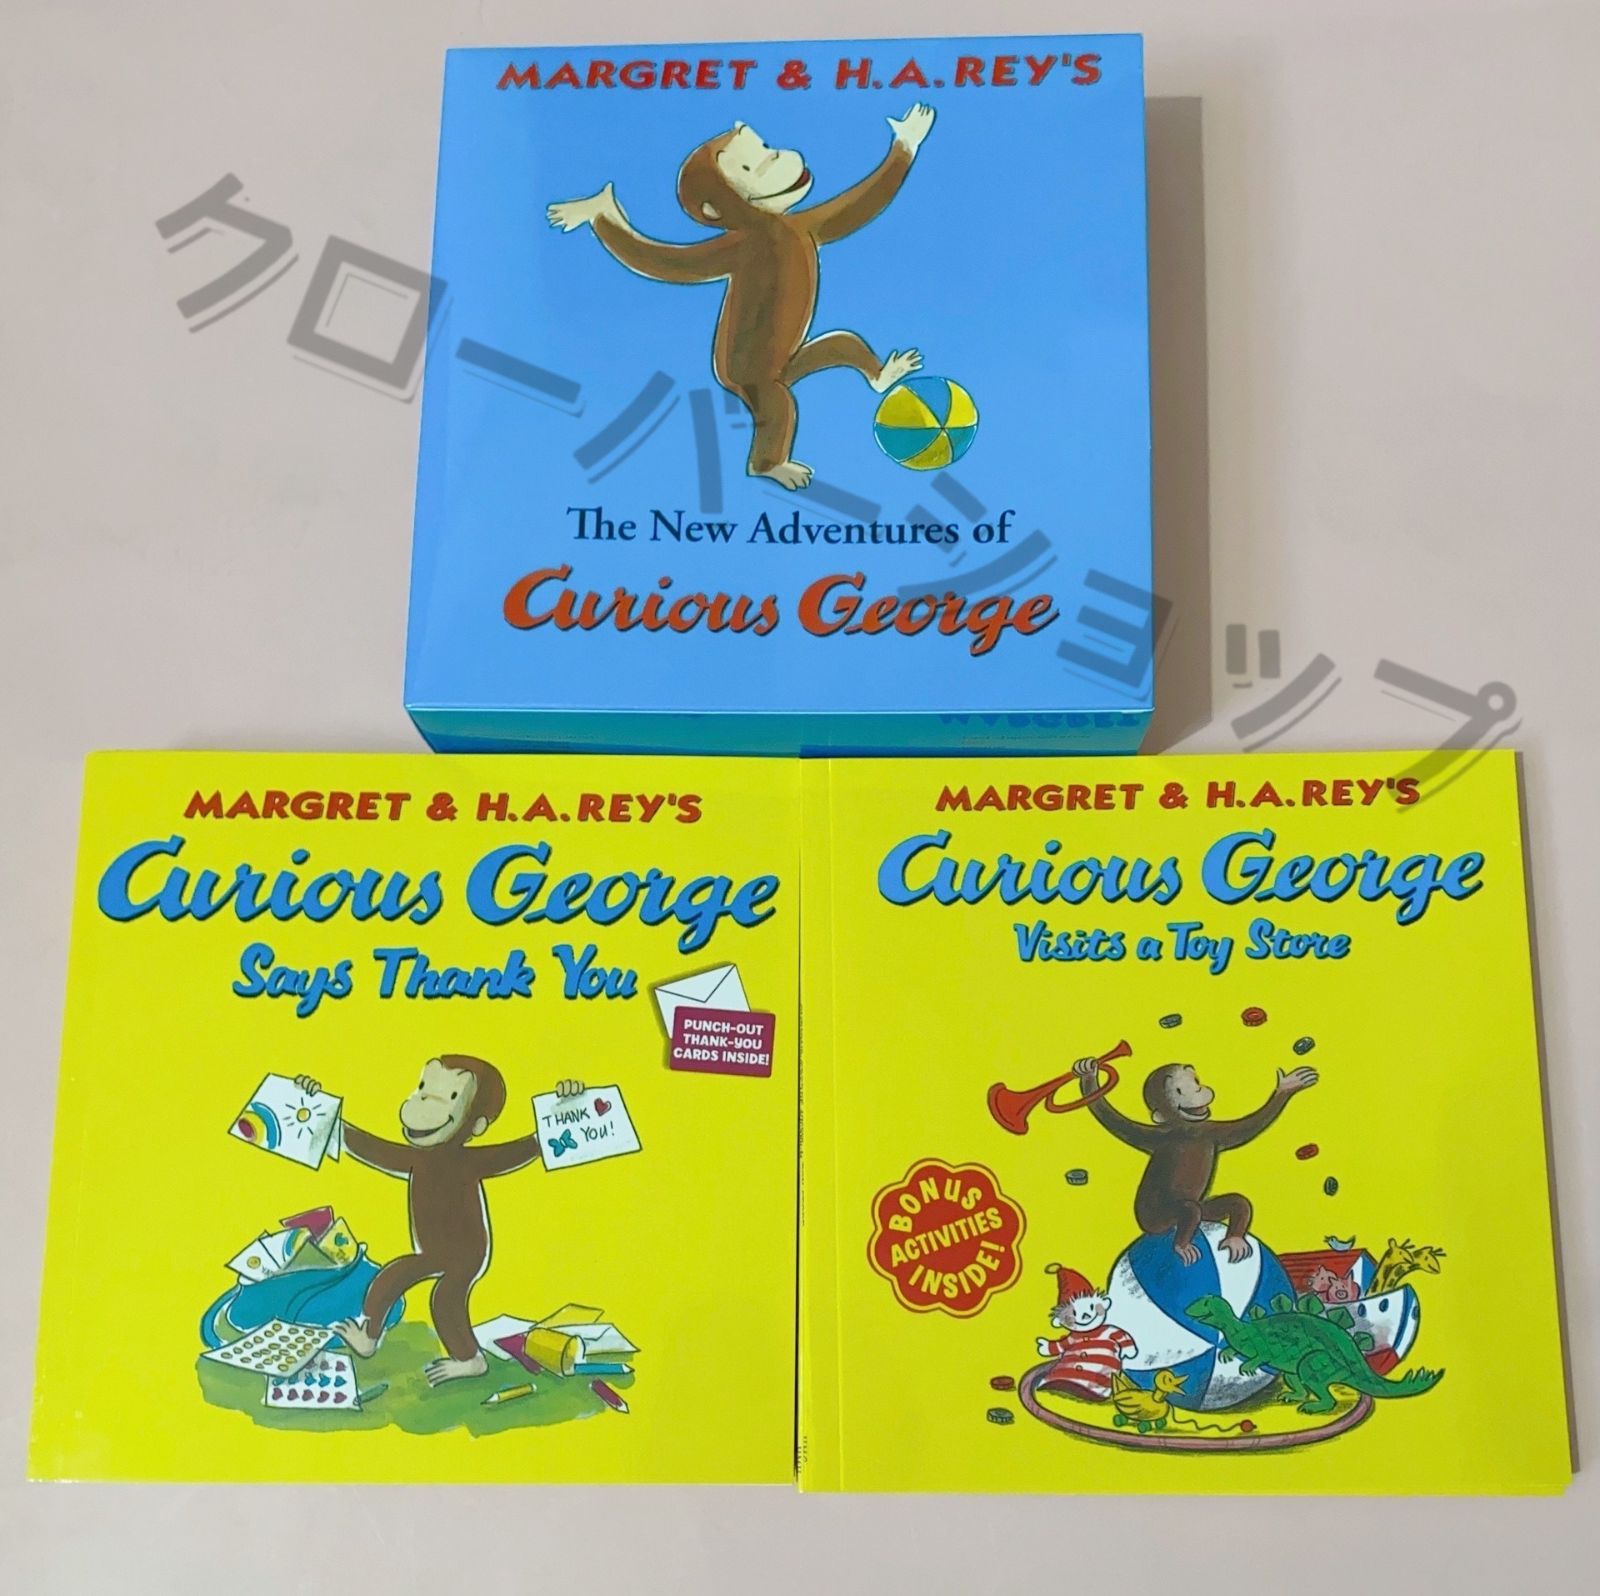 MARGRET & H.A.REY'S
The New Adventures of
Curious George
クローバーショップ
MARGRET & H.A.REY'S
Curious George
Says Thank You
PUNCH-OUT
THANK-YOU
CARDS INSIDE!
THANK
YOU!
MARGRET & H.A.REY'S
Curious George
Visits a Toy Store
BONUS
ACTIVITIES
INSIDE!